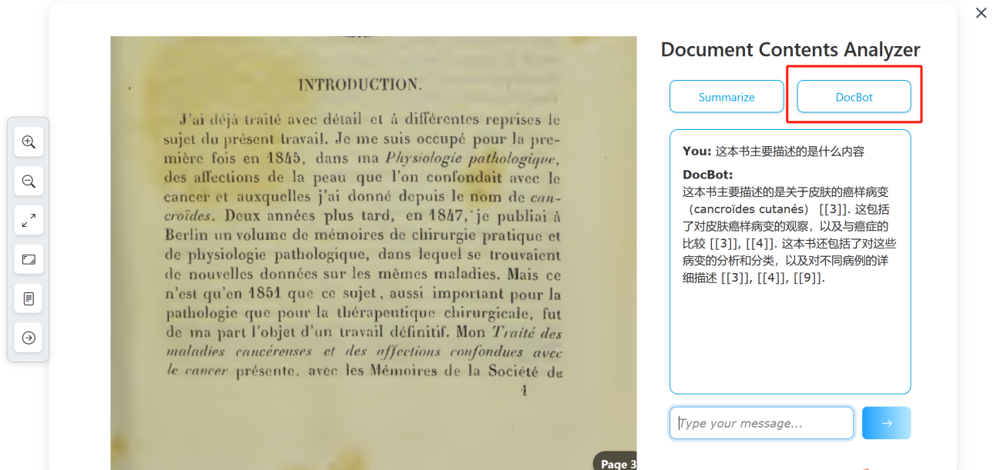 INTRODUCTION.
J'ai déjà traité avec détail et à différentes reprises le
sujet du présent travail. Je me suis occupé pour la pre-
mière fois en 1845, dans ma Physiologie pathologique,
des affections de la peau que l'on confondait avec le
cancer et auxquelles j'ai donné depuis le nom de can-
croïdes. Deux années plus tard, en 1847, je publiai à
Berlin un volume de mémoires de chirurgie pratique et
de physiologie pathologique, dans lequel se trouvaient
de nouvelles données sur les mêmes maladies. Mais ce
n'est qu'en 1851 que ce sujet, aussi important pour la
pathologie que pour la thérapeutique chirurgicale, fut
de ma part l'objet d'un travail définitif. Mon Traité des
maladies cancéreuses et des affections confondues avec
le cancer présente, avec les Mémoires de la Société de
1
Page 3
Document Contents Analyzer
Summarize
DocBot
You: 这本书主要描述的是什么内容
DocBot:
这本书主要描述的是关于皮肤的癌样病变
（cancroïdes cutanés） [[3]]. 这包括
了对皮肤癌样病变的观察，以及与癌症的
比较 [[3]], [[4]]. 这本书还包括了对这些
病变的分析和分类，以及对不同病例的详
细描述 [[3]], [[4]], [[9]].
Type your message...